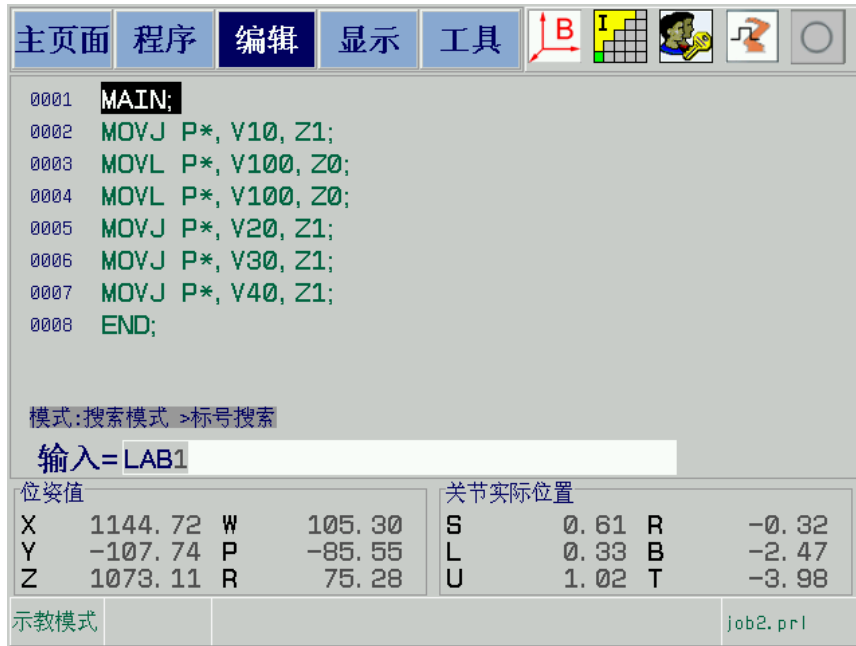 主页面 程序 编辑 显示 工具 B I
0001 MAIN;
0002 MOVJ P*, V10, Z1;
0003 MOVL P*, V100, Z0;
0004 MOVL P*, V100, Z0;
0005 MOVJ P*, V20, Z1;
0006 MOVJ P*, V30, Z1;
0007 MOVJ P*, V40, Z1;
0008 END;
模式:搜索模式 >标号搜索
输入=LAB1
位姿值 关节实际位置
X 1144.72 W 105.30 S 0.61 R -0.32
Y -107.74 P -85.55 L 0.33 B -2.47
Z 1073.11 R 75.28 U 1.02 T -3.98
示教模式 job2.prl